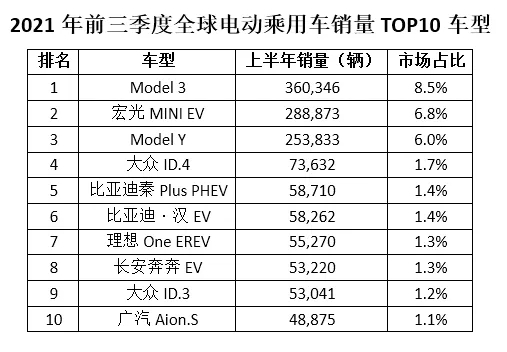 2021 年前三季度全球电动乘用车销量 TOP10 车型
排名 车型 上半年销量（辆） 市场占比
1 Model 3 360,346 8.5%
2 宏光 MINI EV 288,873 6.8%
3 Model Y 253,833 6.0%
4 大众 ID.4 73,632 1.7%
5 比亚迪秦 Plus PHEV 58,710 1.4%
6 比亚迪·汉 EV 58,262 1.4%
7 理想 One EREV 55,270 1.3%
8 长安奔奔 EV 53,220 1.3%
9 大众 ID.3 53,041 1.2%
10 广汽 Aion.S 48,875 1.1%